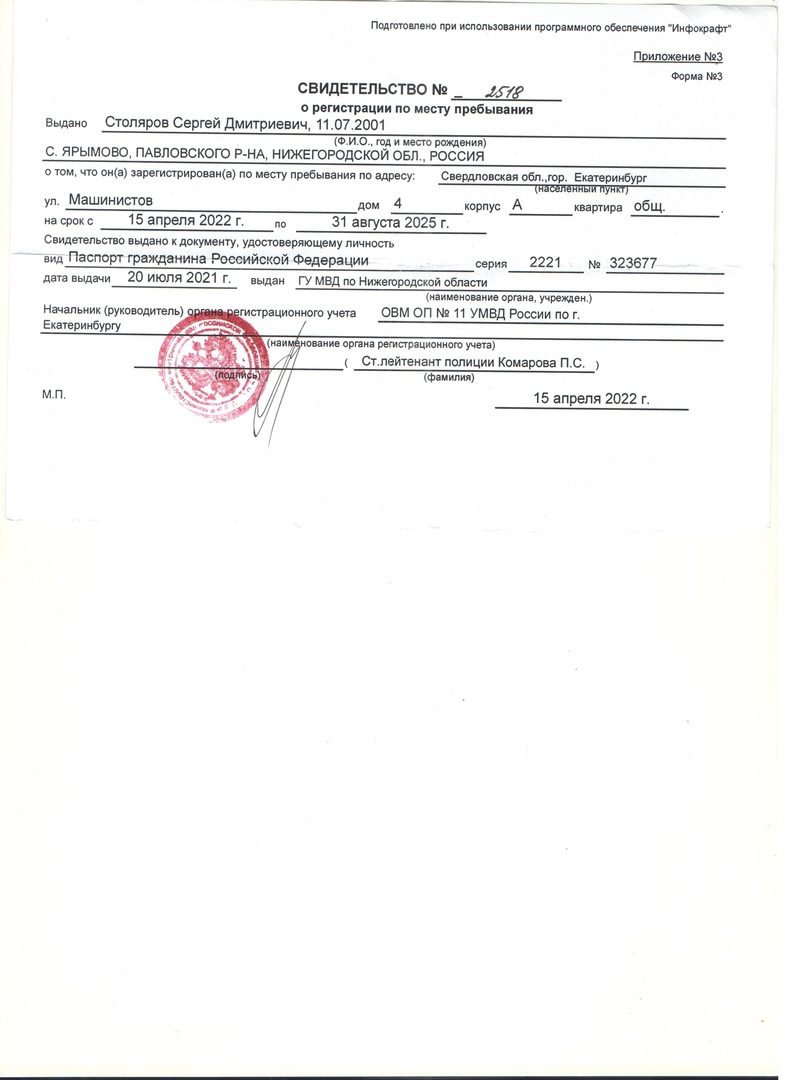 Подготовлено при использовании программного обеспечения "Инфокрафт"
Приложение №3
Форма №3
СВИДЕТЕЛЬСТВО № _ 2518
о регистрации по месту пребывания
Выдано Столяров Сергей Дмитриевич, 11.07.2001
(Ф.И.О., год и место рождения)
С. ЯРЫМОВО, ПАВЛОВСКОГО Р-НА, НИЖЕГОРОДСКОЙ ОБЛ., РОССИЯ
о том, что он(а) зарегистрирован(а) по месту пребывания по адресу: Свердловская обл.,гор. Екатеринбург
(населенный пункт)
ул. Машинистов дом 4 корпус А квартира общ. .
на срок с 15 апреля 2022 г. по 31 августа 2025 г.
Свидетельство выдано к документу, удостоверяющему личность
вид Паспорт гражданина Российской Федерации серия 2221 № 323677
дата выдачи 20 июля 2021 г. выдан ГУ МВД по Нижегородской области
(наименование органа, учрежден.)
Начальник (руководитель) органа регистрационного учета ОВМ ОП № 11 УМВД России по г.
Екатеринбургу
(наименование органа регистрационного учета)
( Ст.лейтенант полиции Комарова П.С. )
(подпись) (фамилия)
М.П. 15 апреля 2022 г.